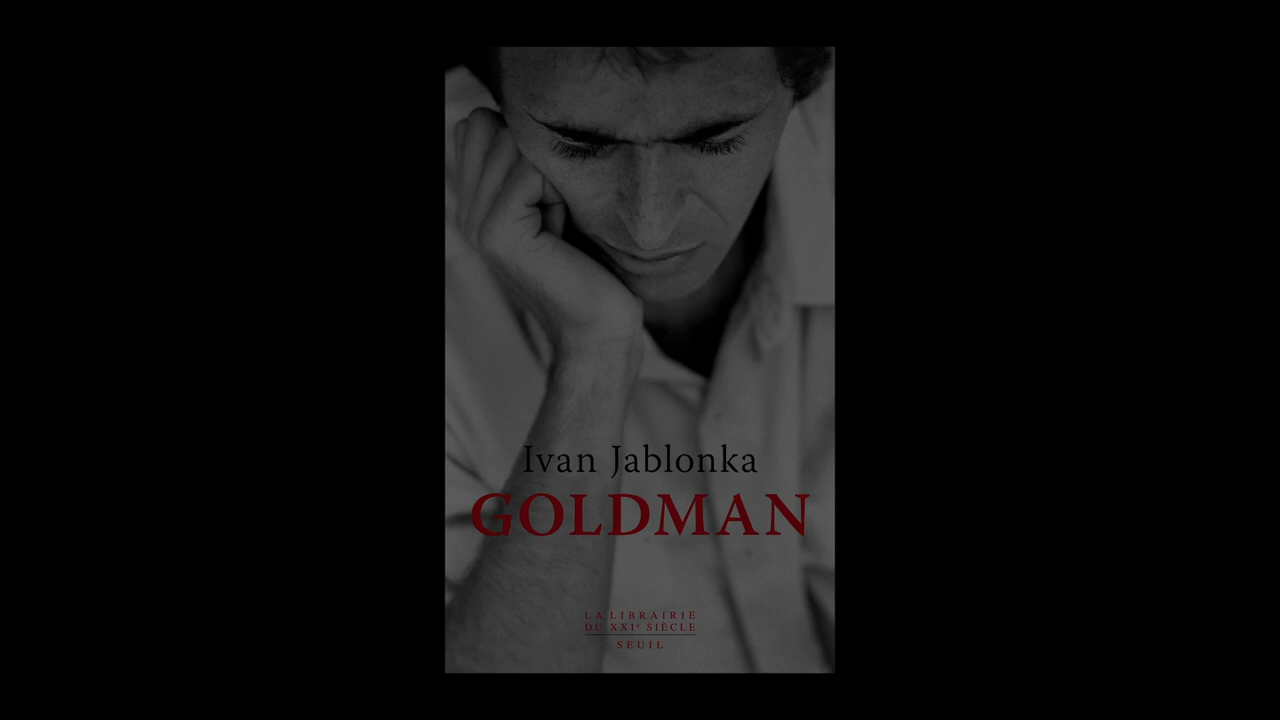 Ivan Jablonka
GOLDMAN
LA LIBRAIRIE
DU XXIᵉ SIÈCLE
SEUIL